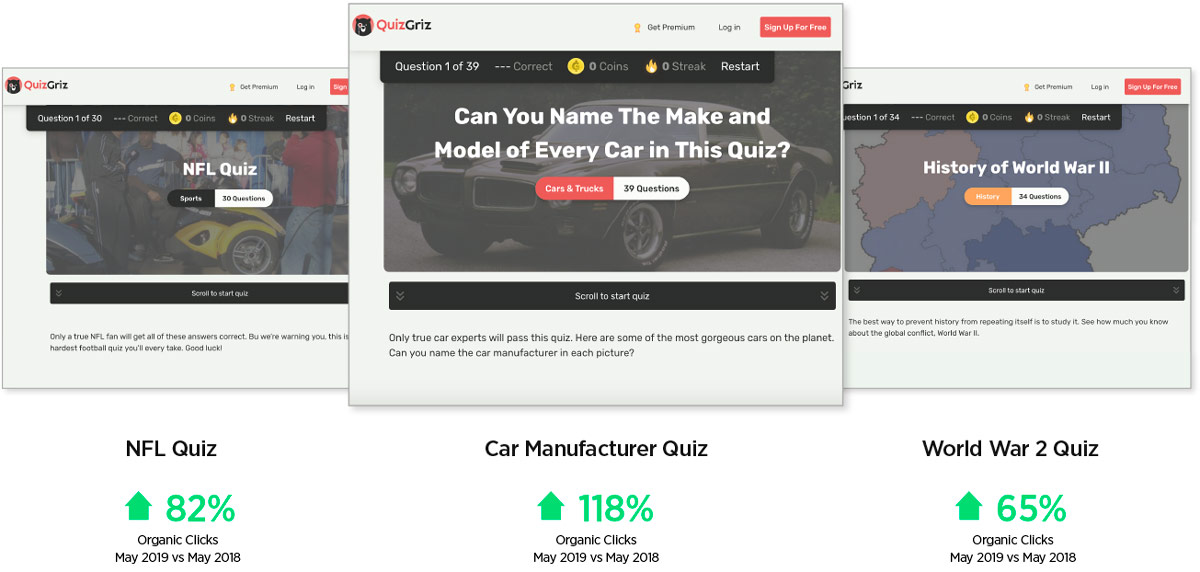 QuizGriz
Get Premium
Log in
Sign
Question 1 of 30 --- Correct 0 Coins 0 Streak Restart
NFL Quiz
Sports 30 Questions
Scroll to start quiz
Only a true NFL fan will get all of these answers correct. Bu we're warning you, this is
hardest football quiz you'll every take. Good luck!
QuizGriz
Get Premium
Log in
Sign Up For Free
Question 1 of 39 --- Correct 0 Coins 0 Streak Restart
Can You Name The Make and
Model of Every Car in This Quiz?
Cars & Trucks 39 Questions
Scroll to start quiz
Only true car experts will pass this quiz. Here are some of the most gorgeous cars on the planet.
Can you name the car manufacturer in each picture?
Griz
Get Premium
Log in
Sign Up For Free
uestion 1 of 34 --- Correct 0 Coins 0 Streak Restart
History of World War II
History 34 Questions
Scroll to start quiz
The best way to prevent history from repeating itself is to study it. See how much you know
about the global conflict, World War II.
NFL Quiz
82%
Organic Clicks
May 2019 vs May 2018
Car Manufacturer Quiz
118%
Organic Clicks
May 2019 vs May 2018
World War 2 Quiz
65%
Organic Clicks
May 2019 vs May 2018